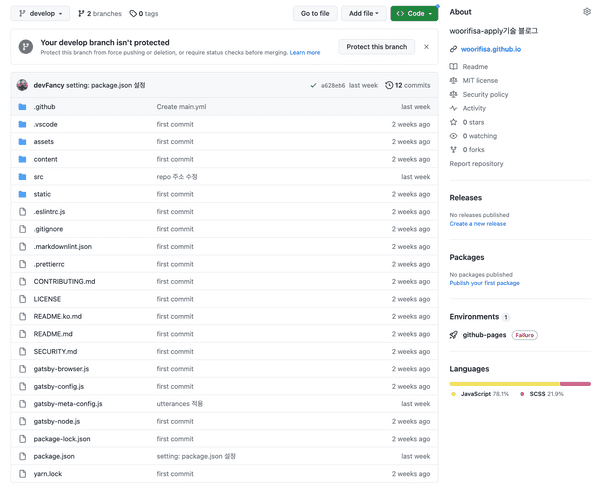 develop
2 branches
0 tags
Go to file
Add file
Code
Your develop branch isn't protected
Protect this branch from force pushing or deletion, or require status checks before merging. Learn more
Protect this branch
devFancy setting: package.json 설정
a628eb6 last week
12 commits
.github Create main.yml last week
.vscode first commit 2 weeks ago
assets first commit 2 weeks ago
content first commit 2 weeks ago
src repo 주소 수정 last week
static first commit 2 weeks ago
.eslintrc.js first commit 2 weeks ago
.gitignore first commit 2 weeks ago
.markdownlint.json first commit 2 weeks ago
.prettierrc first commit 2 weeks ago
CONTRIBUTING.md first commit 2 weeks ago
LICENSE first commit 2 weeks ago
README.ko.md first commit 2 weeks ago
README.md first commit 2 weeks ago
SECURITY.md first commit 2 weeks ago
gatsby-browser.js first commit 2 weeks ago
gatsby-config.js first commit 2 weeks ago
gatsby-meta-config.js utterances 적용 last week
gatsby-node.js first commit 2 weeks ago
package-lock.json first commit 2 weeks ago
package.json setting: package.json 설정 last week
yarn.lock first commit 2 weeks ago
About
woorifisa-apply기술 블로그
woorifisa.github.io
Readme
MIT license
Security policy
Activity
0 stars
0 watching
0 forks
Report repository
Releases
No releases published
Create a new release
Packages
No packages published
Publish your first package
Environments 1
github-pages Failure
Languages
JavaScript 78.1% SCSS 21.9%